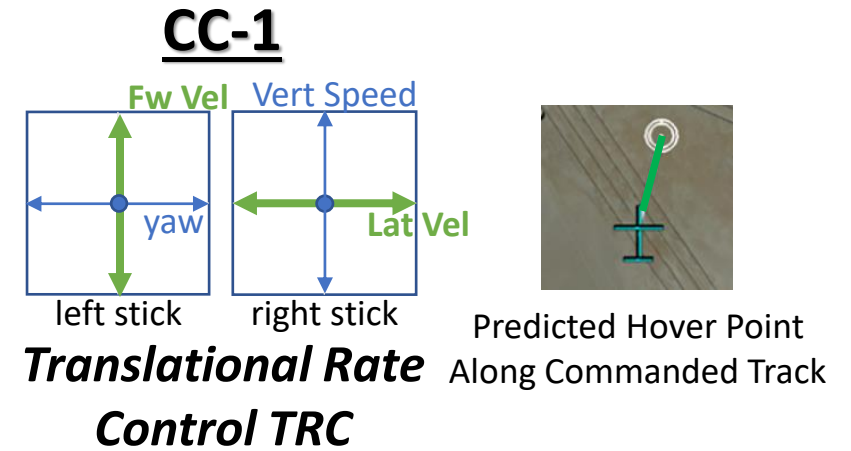 CC-1
Fw Vel
Vert Speed
yaw
Lat Vel
left stick
right stick
Translational Rate
Control TRC
Predicted Hover Point
Along Commanded Track